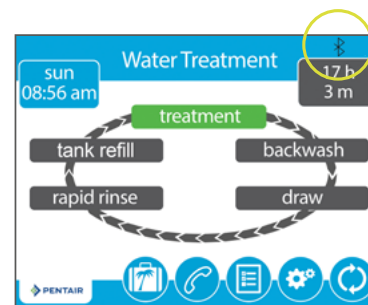 Water Treatment
sun
08:56 am
17 h
3 m
treatment
tank refill
backwash
rapid rinse
draw
PENTAIR